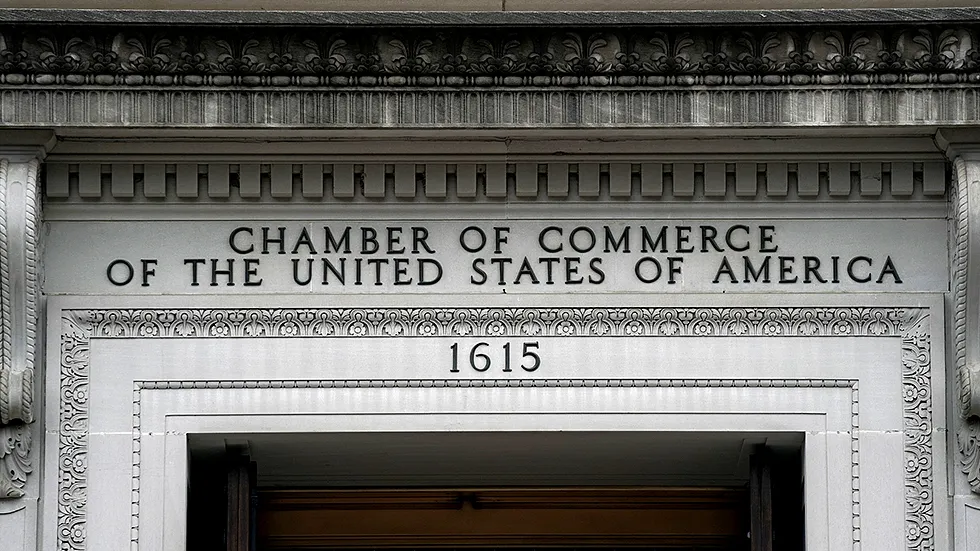 CHAMBER OF COMMERCE
OF THE UNITED STATES OF AMERICA
1615